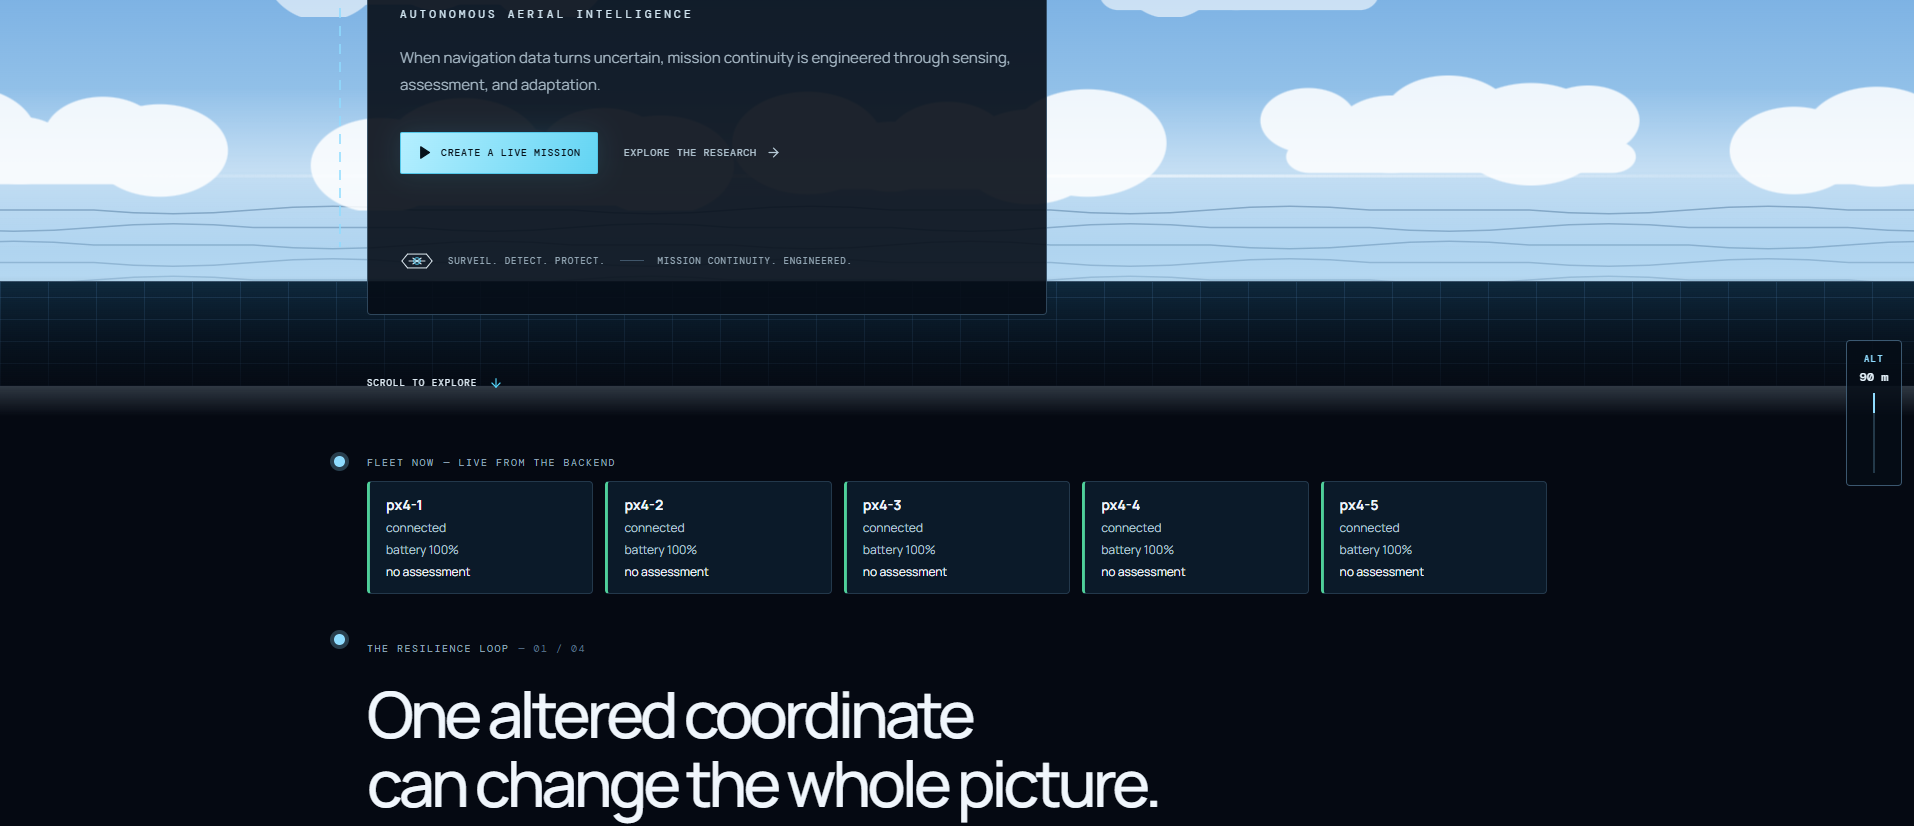 AUTONOMOUS AERIAL INTELLIGENCE
When navigation data turns uncertain, mission continuity is engineered through sensing,
assessment, and adaptation.
CREATE A LIVE MISSION
EXPLORE THE RESEARCH →
SURVEIL. DETECT. PROTECT. — MISSION CONTINUITY. ENGINEERED.
SCROLL TO EXPLORE ↓
ALT
90 m
FLEET NOW — LIVE FROM THE BACKEND
px4-1
connected
battery 100%
no assessment
px4-2
connected
battery 100%
no assessment
px4-3
connected
battery 100%
no assessment
px4-4
connected
battery 100%
no assessment
px4-5
connected
battery 100%
no assessment
THE RESILIENCE LOOP — 01 / 04
One altered coordinate
can change the whole picture.